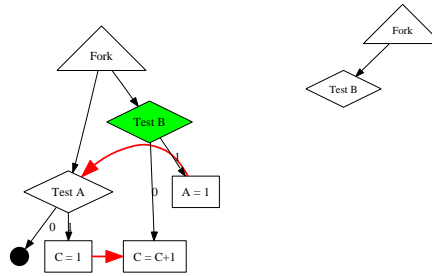 Fork
Fork
Test B
Test B
1
Test A
0
A = 1
0
1
C = 1
C = C+1